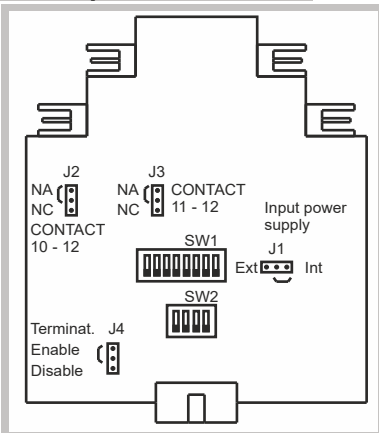 J2
NA
NC
CONTACT
10 - 12
J3
NA
NC
CONTACT
11 - 12
Input power
supply
J1
Ext
Int
SW1
SW2
Terminat. J4
Enable
Disable